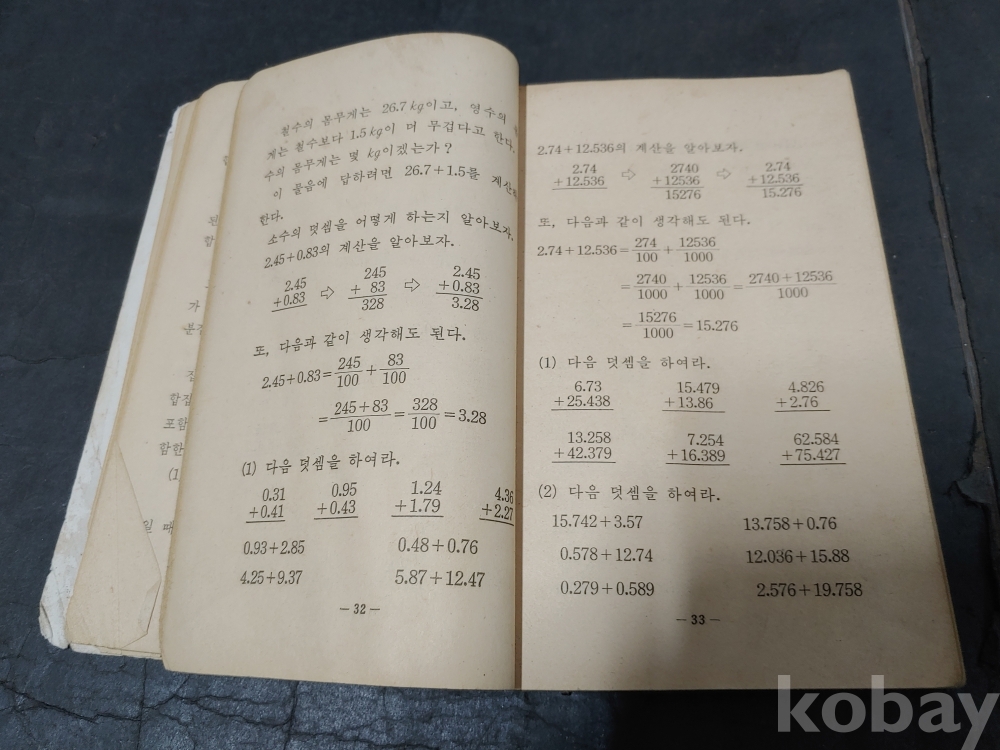 철수의 몸무게는 26.7 kg이고, 영수의
게는 철수보다 1.5 kg이 더 무겁다고 한다.
수의 몸무게는 몇 kg이겠는가?
이 물음에 답하려면 26.7+1.5를
한다.
소수의 덧셈을 어떻게 하는지 알아보자.
2.45+0.83의 계산을 알아보자.
2.45 ⇨ 245 ⇨ 2.45
+0.83 + 83 +0.83
328 3.28
또, 다음과 같이 생각해도 된다.
2.45+0.83=245/100+83/100
=245+83/100=328/100=3.28
(1) 다음 덧셈을 하여라.
0.31 0.95 1.24 4.36
+0.41 +0.43 +1.79 +2.27
0.93+2.85 0.48+0.76
4.25+9.37 5.87+12.47
— 32 —
2.74+12.536의 계산을 알아보자.
2.74 ⇨ 2740 ⇨ 2.74
+12.536 +12536 +12.536
15276 15.276
또, 다음과 같이 생각해도 된다.
2.74+12.536=274/100+12536/1000
=2740/1000+12536/1000=2740+12536/1000
=15276/1000=15.276
(1) 다음 덧셈을 하여라.
6.73 15.479 4.826
+25.438 +13.86 +2.76
13.258 7.254 62.584
+42.379 +16.389 +75.427
(2) 다음 덧셈을 하여라.
15.742+3.57 13.758+0.76
0.578+12.74 12.036+15.88
0.279+0.589 2.576+19.758
— 33 —
가
포함
(1
일 때
kobay